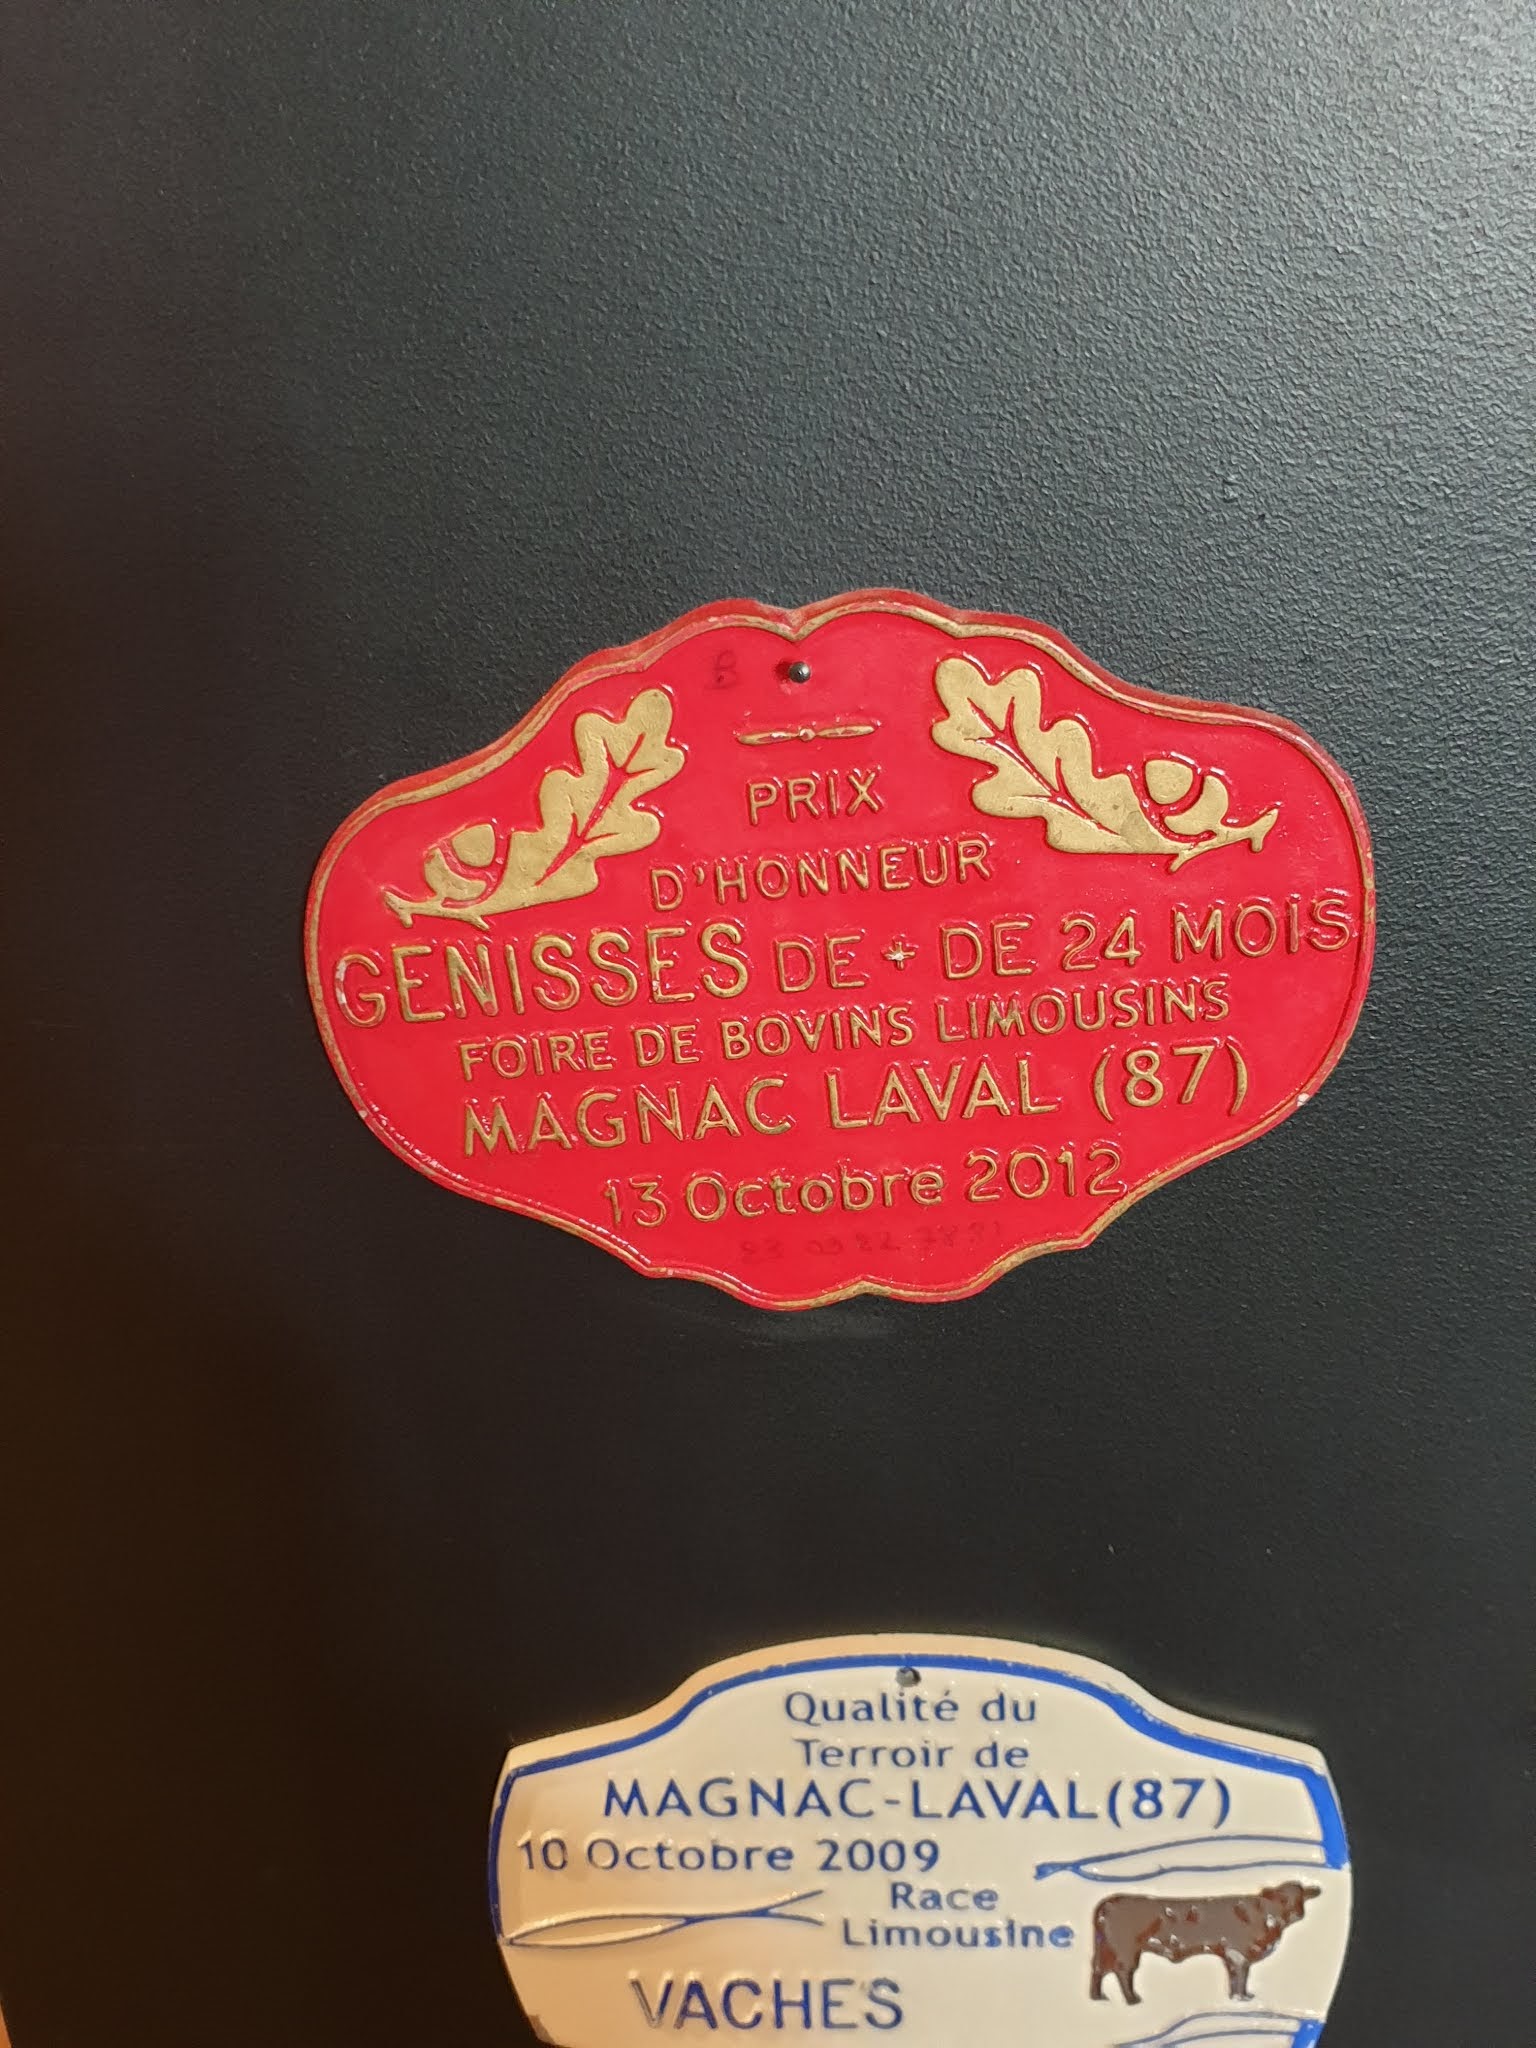 PRIX
D'HONNEUR
GENISSES DE + DE 24 MOIS
FOIRE DE BOVINS LIMOUSINS
MAGNAC LAVAL (87)
13 Octobre 2012
Qualité du
Terroir de
MAGNAC-LAVAL (87)
10 Octobre 2009
Race
Limousine
VACHES